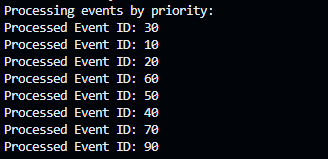 Processing events by priority:
Processed Event ID: 30
Processed Event ID: 10
Processed Event ID: 20
Processed Event ID: 60
Processed Event ID: 50
Processed Event ID: 40
Processed Event ID: 70
Processed Event ID: 90